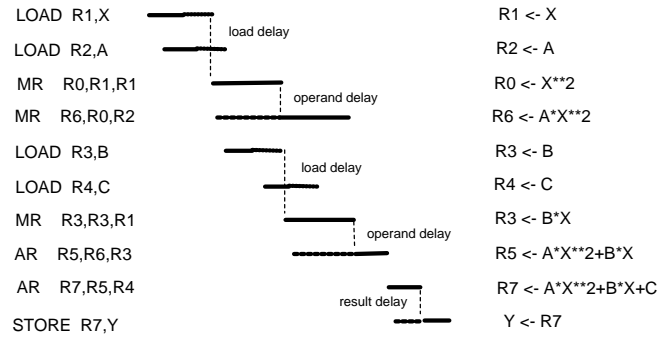 LOAD R1,X R1 <- X
load delay
LOAD R2,A R2 <- A
MR R0,R1,R1 R0 <- X**2
operand delay
MR R6,R0,R2 R6 <- A*X**2
LOAD R3,B R3 <- B
load delay
LOAD R4,C R4 <- C
MR R3,R3,R1 R3 <- B*X
operand delay
AR R5,R6,R3 R5 <- A*X**2+B*X
AR R7,R5,R4 R7 <- A*X**2+B*X+C
result delay
STORE R7,Y Y <- R7